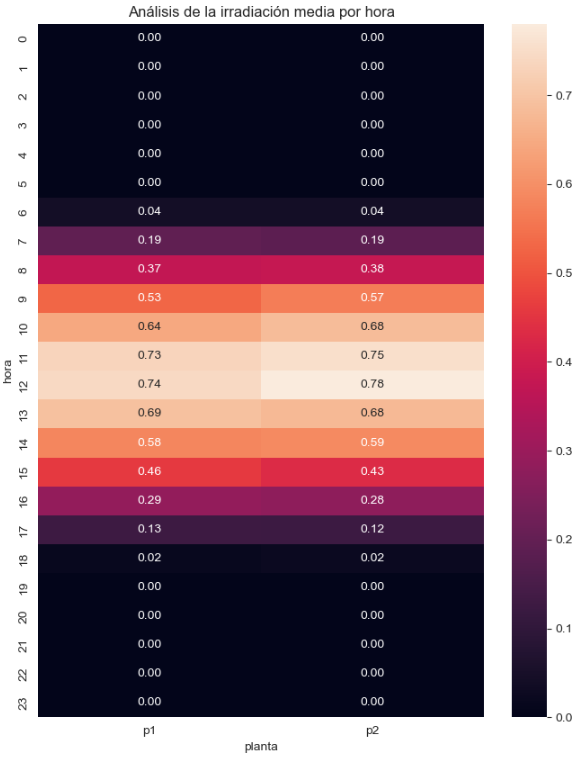 Análisis de la irradiación media por hora
0 0.00 0.00
1 0.00 0.00
2 0.00 0.00
3 0.00 0.00
4 0.00 0.00
5 0.00 0.00
6 0.04 0.04
7 0.19 0.19
8 0.37 0.38
9 0.53 0.57
10 0.64 0.68
11 0.73 0.75
12 0.74 0.78
13 0.69 0.68
14 0.58 0.59
15 0.46 0.43
16 0.29 0.28
17 0.13 0.12
18 0.02 0.02
19 0.00 0.00
20 0.00 0.00
21 0.00 0.00
22 0.00 0.00
23 0.00 0.00
hora
p1 p2
planta
0.7
0.6
0.5
0.4
0.3
0.2
0.1
0.0